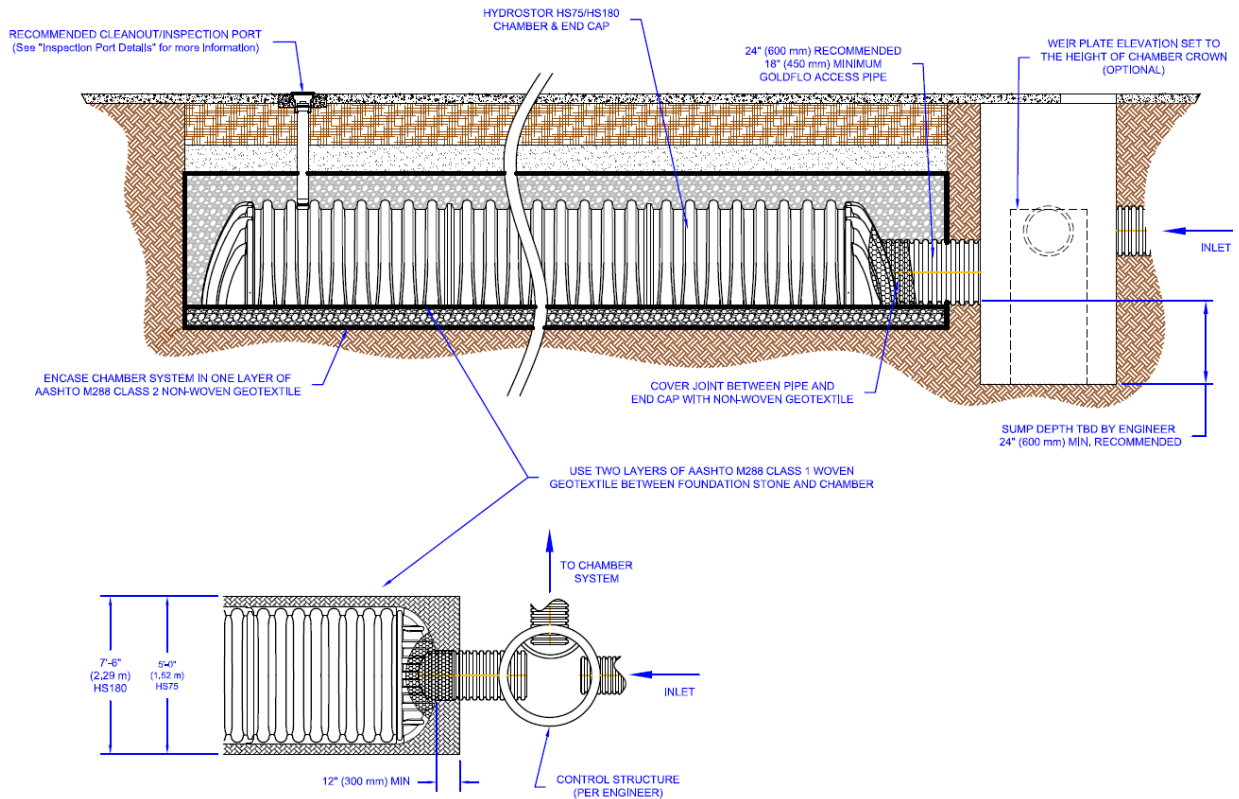 HYDROSTOR HS75/HS180
CHAMBER & END CAP
RECOMMENDED CLEANOUT/INSPECTION PORT
(See "Inspection Port Details" for more information)
24" (600 mm) RECOMMENDED
18" (450 mm) MINIMUM
GOLDFLO ACCESS PIPE
WEIR PLATE ELEVATION SET TO
THE HEIGHT OF CHAMBER CROWN
(OPTIONAL)
INLET
ENCASE CHAMBER SYSTEM IN ONE LAYER OF
AASHTO M288 CLASS 2 NON-WOVEN GEOTEXTILE
COVER JOINT BETWEEN PIPE AND
END CAP WITH NON-WOVEN GEOTEXTILE
SUMP DEPTH TBD BY ENGINEER
24" (600 mm) MIN. RECOMMENDED
USE TWO LAYERS OF AASHTO M288 CLASS 1 WOVEN
GEOTEXTILE BETWEEN FOUNDATION STONE AND CHAMBER
TO CHAMBER
SYSTEM
7'-6"
(2.29 m)
HS180
5'-0"
(1.52 m)
HS75
INLET
12" (300 mm) MIN
CONTROL STRUCTURE
(PER ENGINEER)